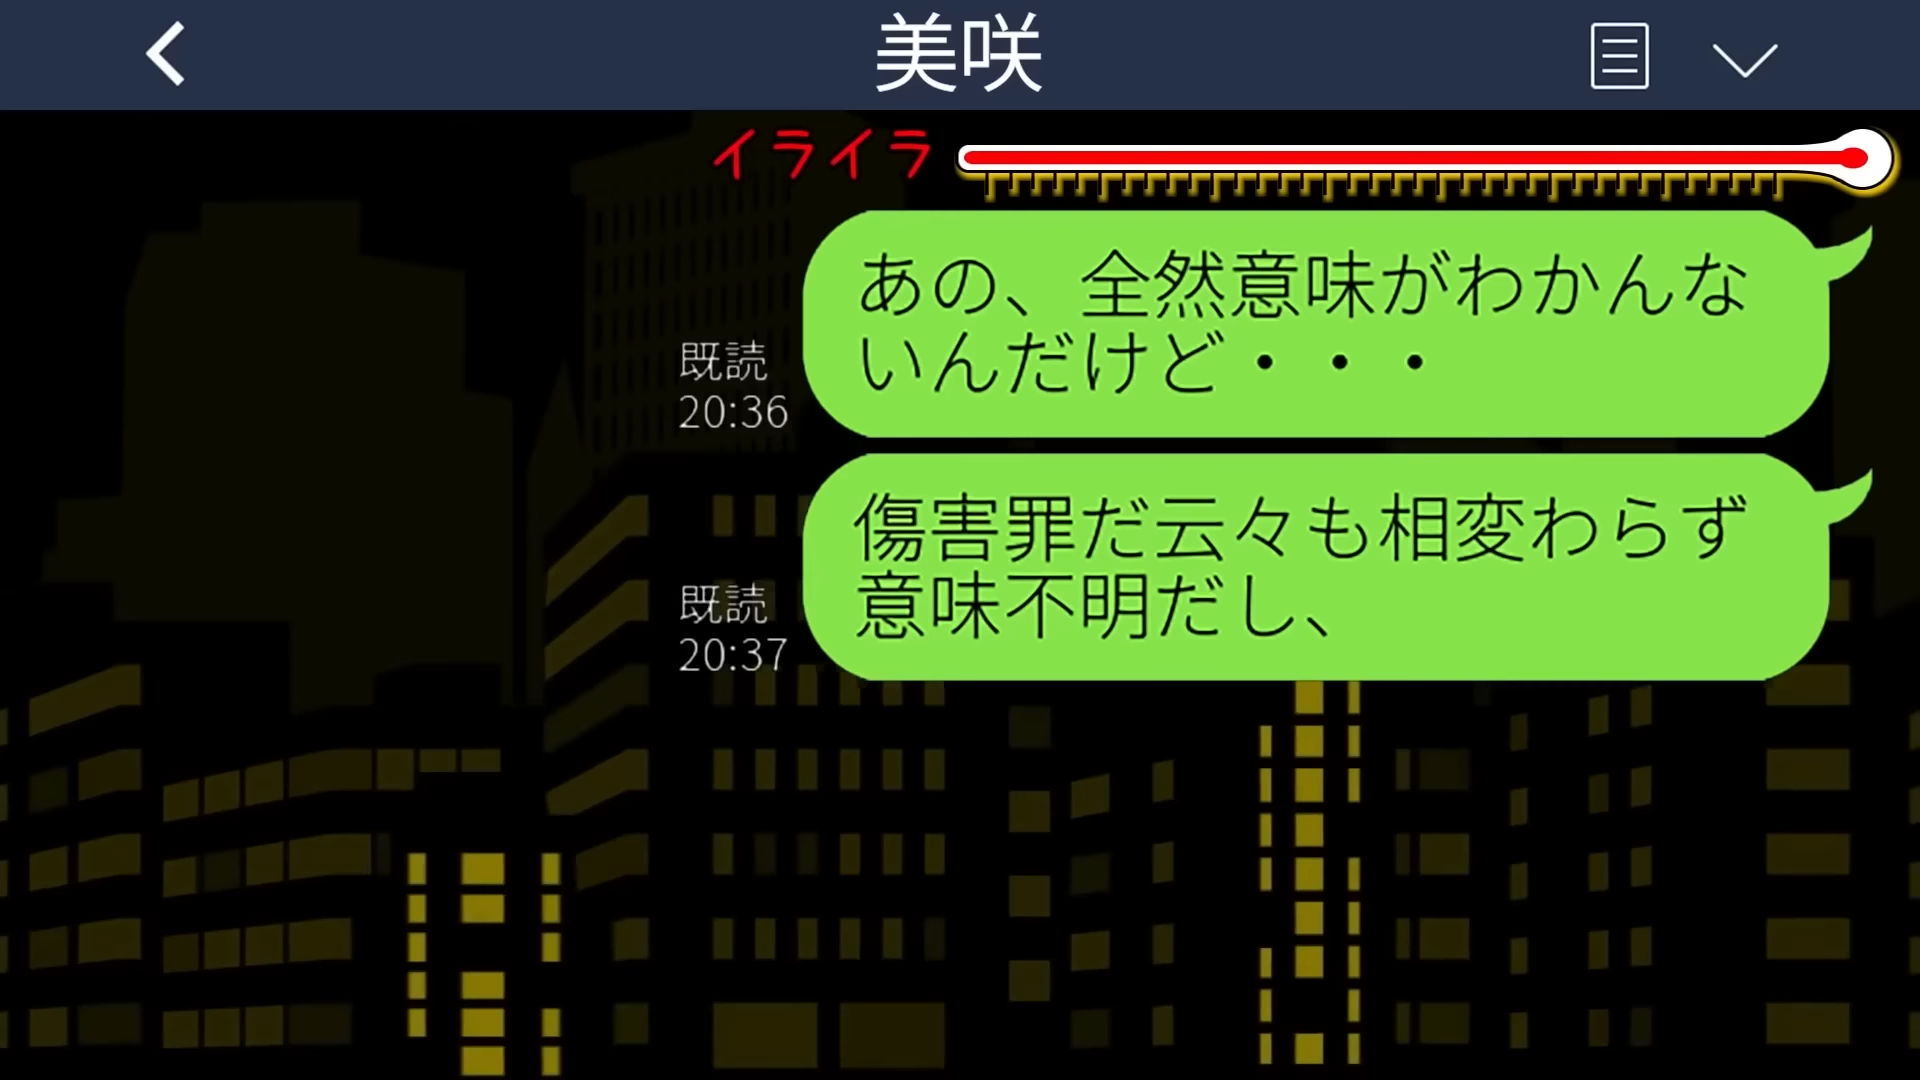 美咲
イライラ
あの、全然意味がわかんな
いんだけど・・・
既読
20:36
傷害罪だ云々も相変わらず
意味不明だし、
既読
20:37